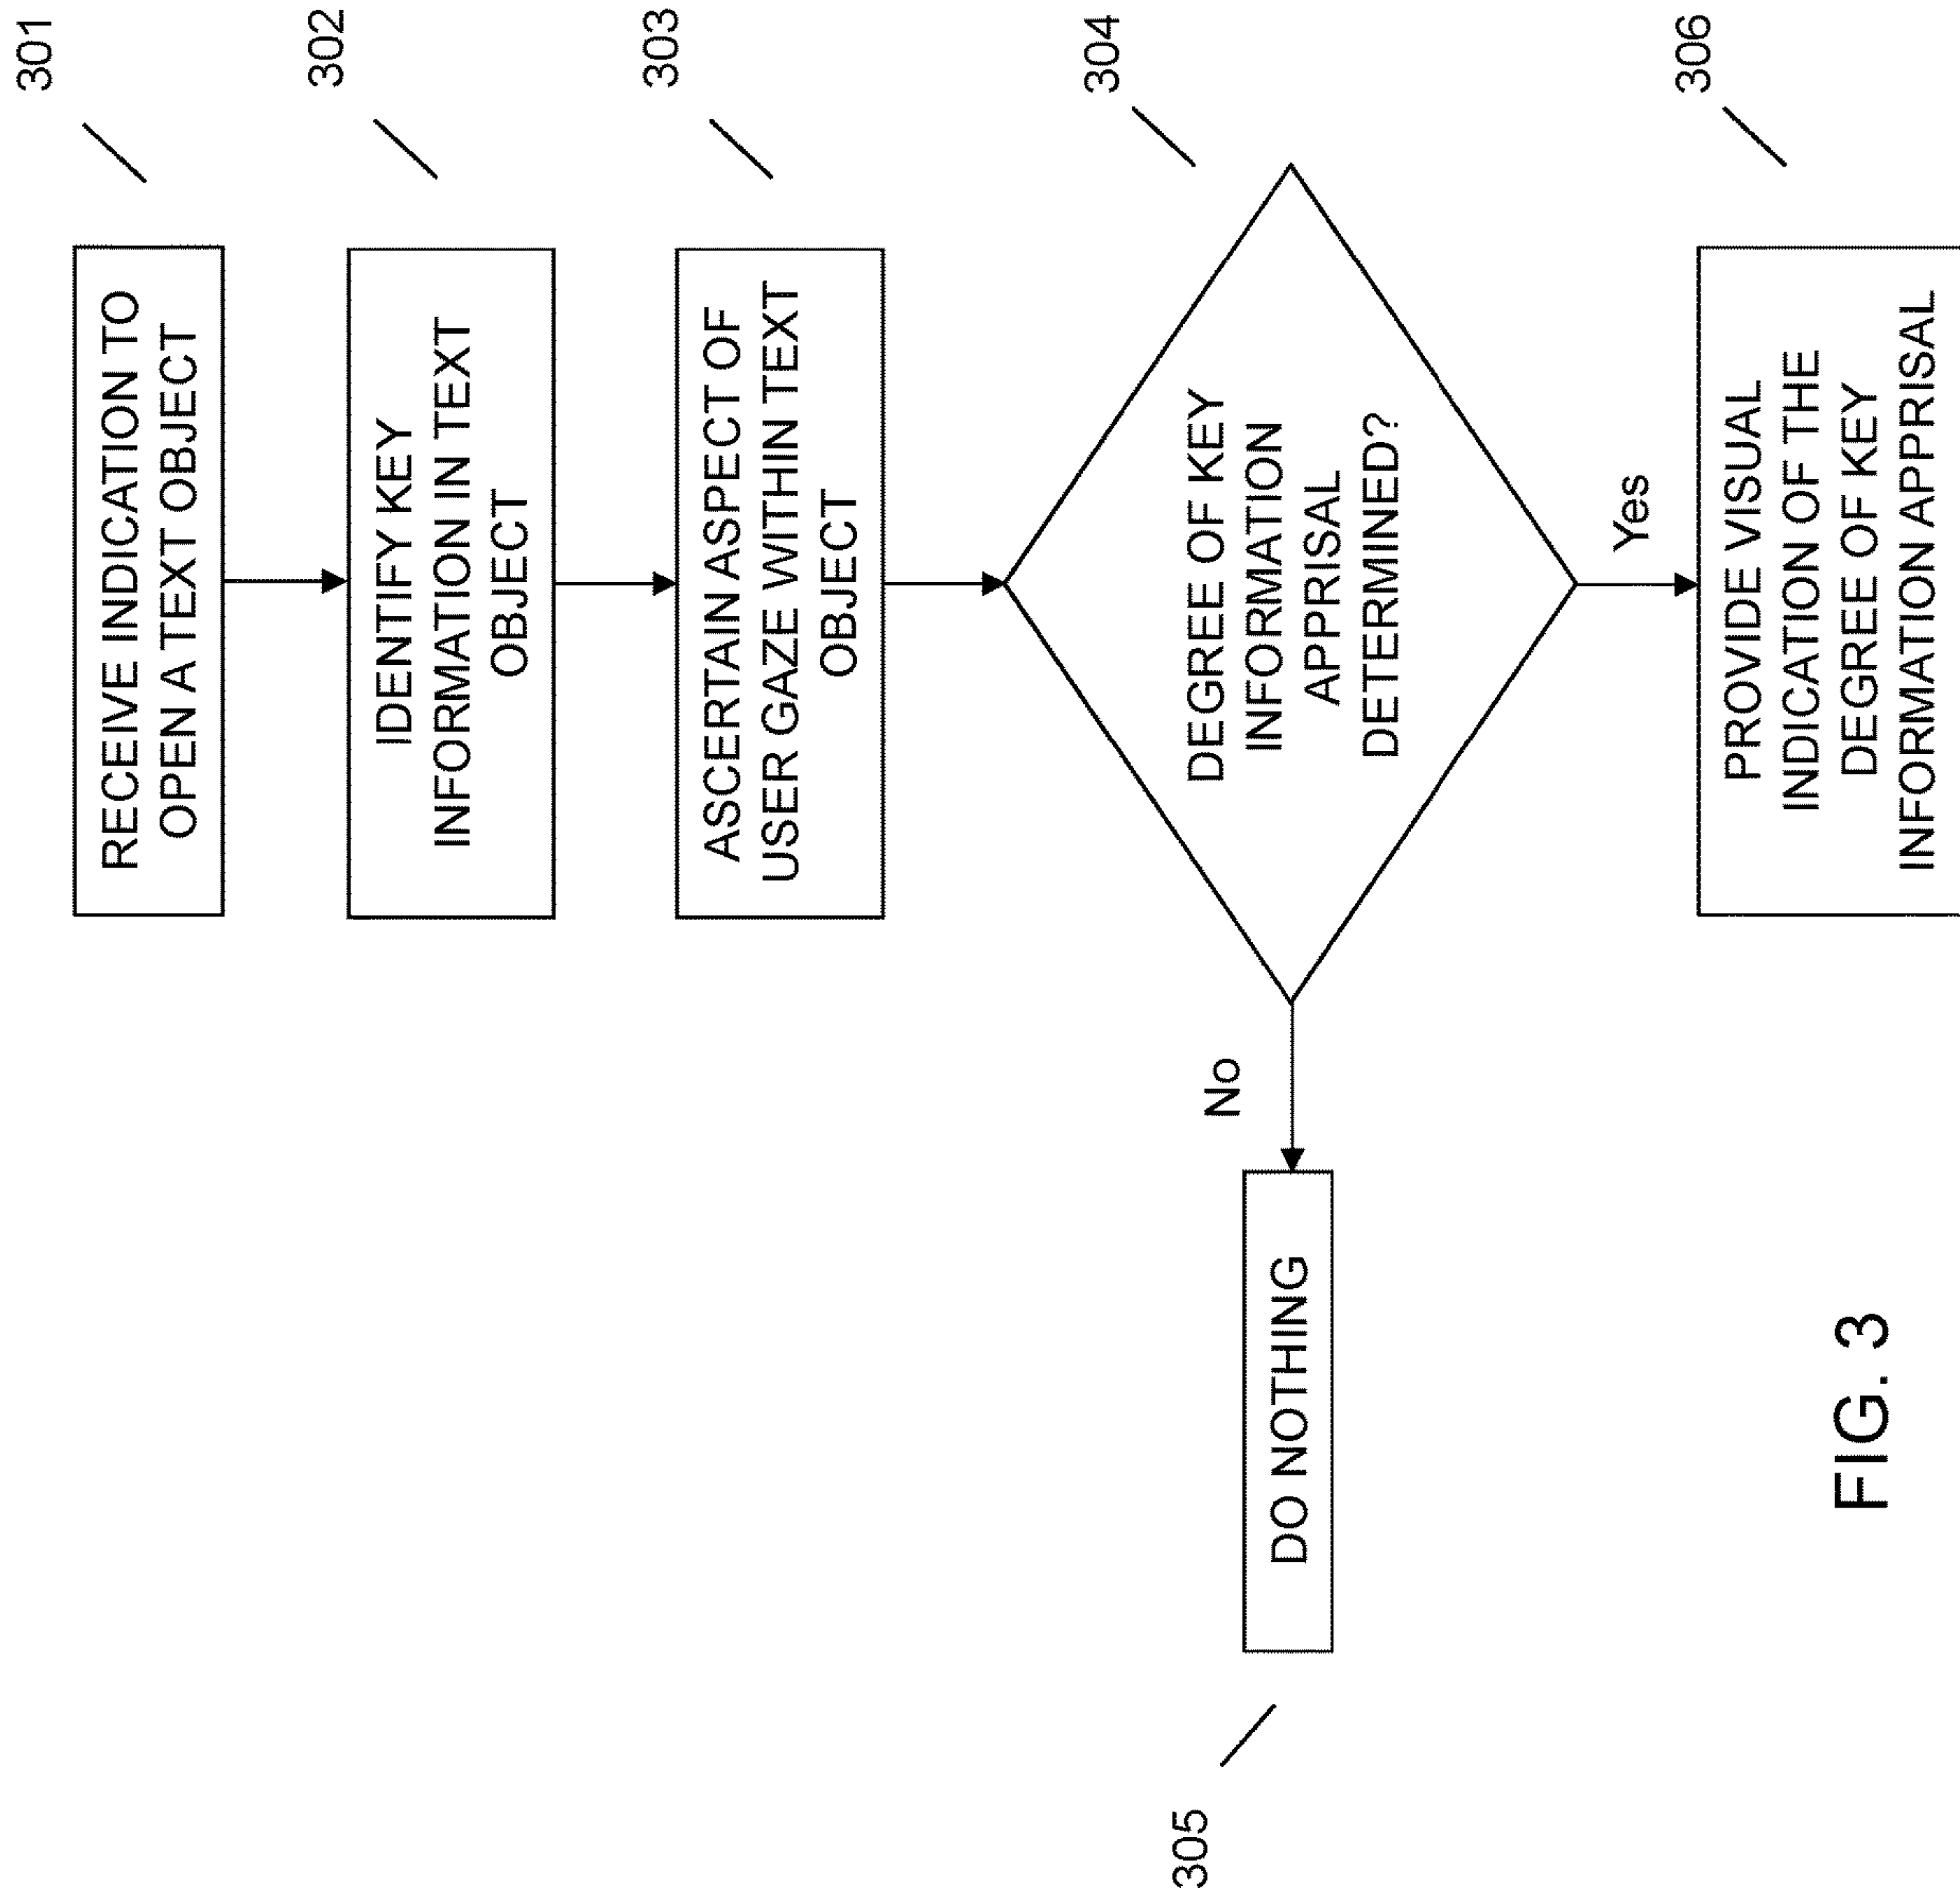 301
RECEIVE INDICATION TO
OPEN A TEXT OBJECT
302
IDENTIFY KEY
INFORMATION IN TEXT
OBJECT
303
ASCERTAIN ASPECT OF
USER GAZE WITHIN TEXT
OBJECT
304
DEGREE OF KEY
INFORMATION
APPRISAL
DETERMINED?
No
305
DO NOTHING
Yes
306
PROVIDE VISUAL
INDICATION OF THE
DEGREE OF KEY
INFORMATION APPRISAL
FIG. 3